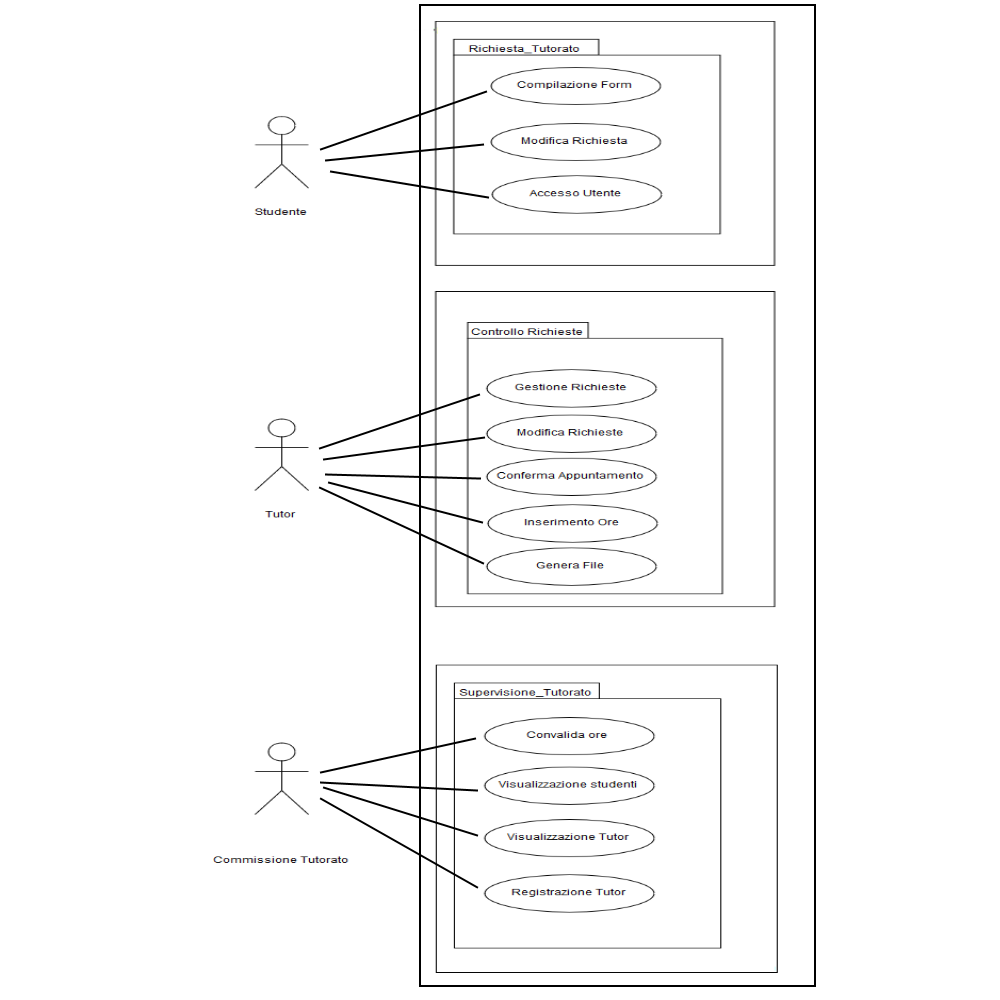 Richiesta_Tutorato
Compilazione Form
Modifica Richiesta
Accesso Utente
Studente
Controllo Richieste
Gestione Richieste
Modifica Richieste
Conferma Appuntamento
Inserimento Ore
Genera File
Tutor
Supervisione_Tutorato
Convalida ore
Visualizzazione studenti
Visualizzazione Tutor
Registrazione Tutor
Commissione Tutorato